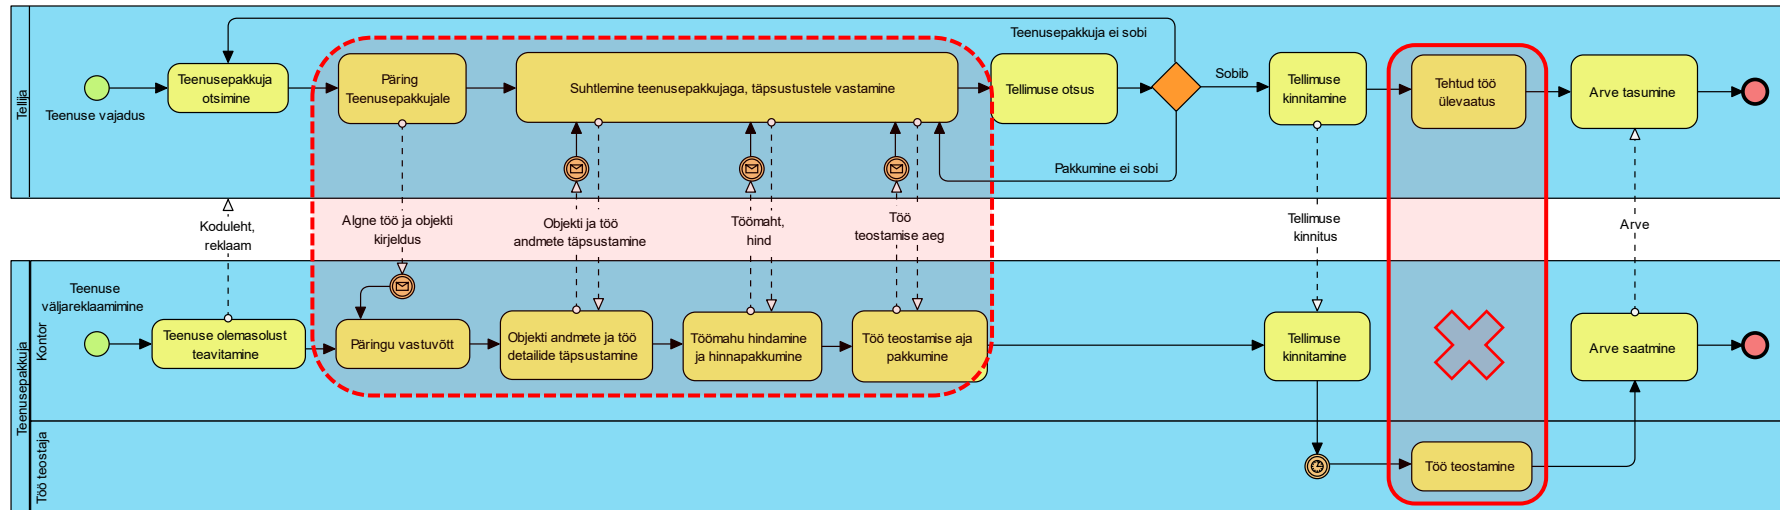 Tellija
Teenuse vajadus
Teenusepakkuja
otsimine
Päring
Teenusepakkujale
Suhtlemine teenusepakkujaga, täpsustustele vastamine
Tellimuse otsus
Teenusepakkuja ei sobi
Sobib
Pakkumine ei sobi
Tellimuse
kinnitamine
Tehtud töö
ülevaatus
Arve tasumine
Koduleht,
reklaam
Algne töö ja objekti
kirjeldus
Objekti ja töö
andmete täpsustamine
Töömaht,
hind
Töö
teostamise aeg
Tellimuse
kinnitus
Arve
Teenusepakuja
Kontor
Teenuse
väljareklaamimine
Teenuse olemasolust
teavitamine
Päringu vastuvõtt
Objekti andmete ja töö
detailide täpsustamine
Töömahu hindamine
ja hinnapakkumine
Töö teostamise aja
pakkumine
Tellimuse
kinnitamine
Arve saatmine
Töö teostaja
Töö teostamine